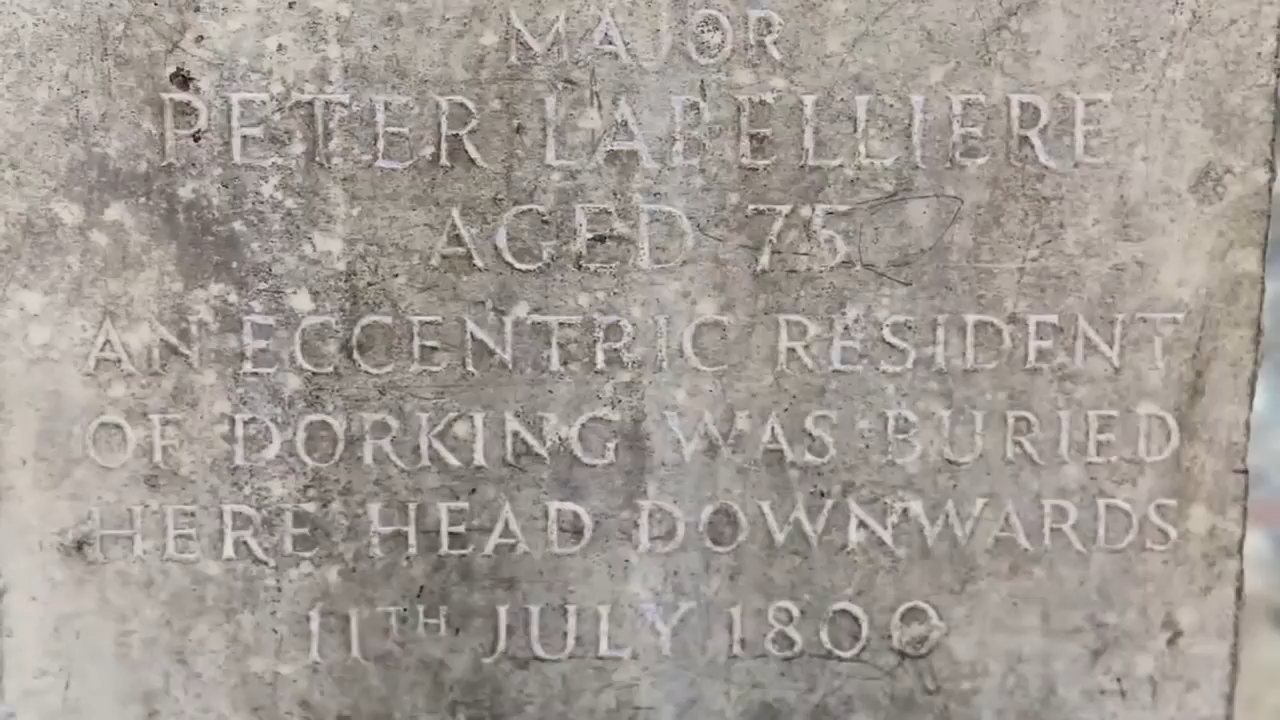 MAJOR
PETER LABELLIERE
AGED 75
AN ECCENTRIC RESIDENT
OF DORKING WAS BURIED
HERE HEAD DOWNWARDS
11TH JULY 1800